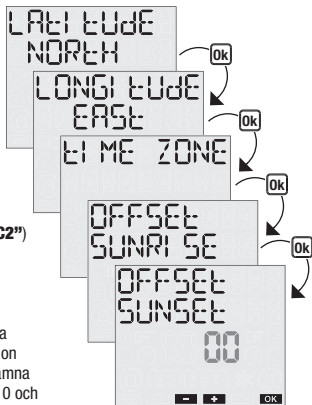 LAtItUdE
NORtH
Ok
LONGItUdE
EASt
Ok
tIME ZONE
Ok
C2”)
OFFSEt
SUNRISE
Ok
OFFSEt
SUNSEt
a
on
00
amna
0 och
- + OK